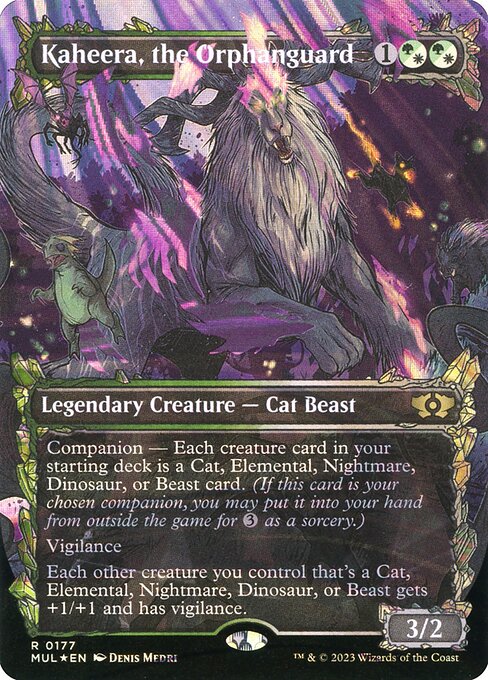 Kaheera, the Orphanguard 1
Legendary Creature — Cat Beast
Companion — Each creature card in your
starting deck is a Cat, Elemental, Nightmare,
Dinosaur, or Beast card. (If this card is your
chosen companion, you may put it into your hand
from outside the game for 3 as a sorcery.)
Vigilance
Each other creature you control that's a Cat,
Elemental, Nightmare, Dinosaur, or Beast gets
+1/+1 and has vigilance.
3/2
R 0177
MUL★EN Denis Medri
™ & © 2023 Wizards of the Coast